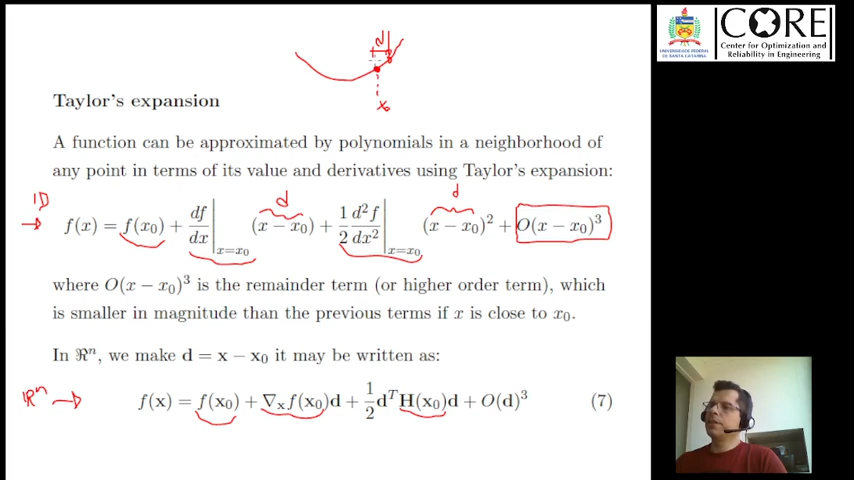 CORE
UNIVERSIDADE FEDERAL
DE SANTA CATARINA
Center for Optimization and
Reliability in Engineering
d
x₀
Taylor's expansion
A function can be approximated by polynomials in a neighborhood of
any point in terms of its value and derivatives using Taylor's expansion:
1D
d d
→ f(x) = f(x₀) + df/dx|ₓ₌ₓ₀ (x − x₀) + 1/2 d²f/dx²|ₓ₌ₓ₀ (x − x₀)² + O(x − x₀)³
where O(x − x₀)³ is the remainder term (or higher order term), which
is smaller in magnitude than the previous terms if x is close to x₀.
In ℜⁿ, we make d = x − x₀ it may be written as:
ℝⁿ → f(x) = f(x₀) + ∇ₓf(x₀)d + 1/2 dᵀH(x₀)d + O(d)³ (7)